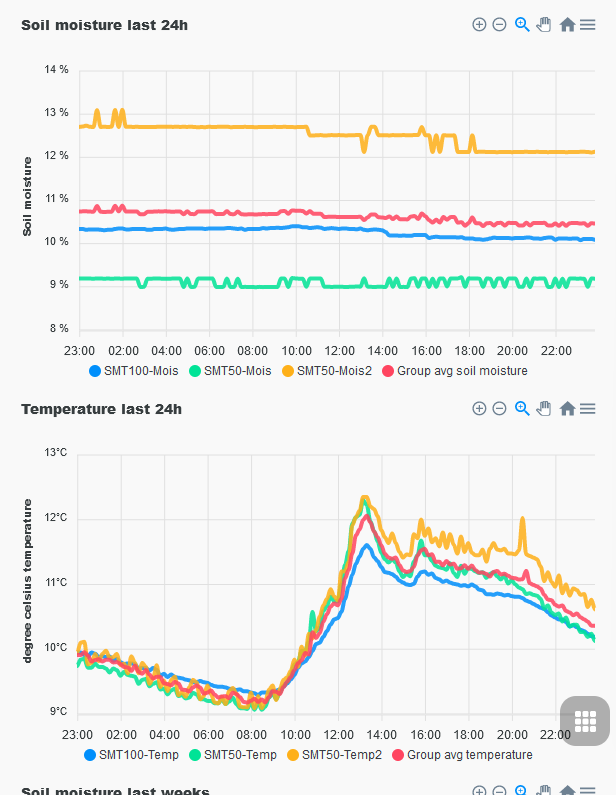 Soil moisture last 24h
14 %
13 %
12 %
11 %
10 %
9 %
8 %
Soil moisture
23:00 02:00 04:00 06:00 08:00 10:00 12:00 14:00 16:00 18:00 20:00 22:00
SMT100-Mois SMT50-Mois SMT50-Mois2 Group avg soil moisture
Temperature last 24h
13°C
12°C
11°C
10°C
9°C
degree celsius temperature
23:00 02:00 04:00 06:00 08:00 10:00 12:00 14:00 16:00 18:00 20:00 22:00
SMT100-Temp SMT50-Temp SMT50-Temp2 Group avg temperature
Soil moisture last weeks